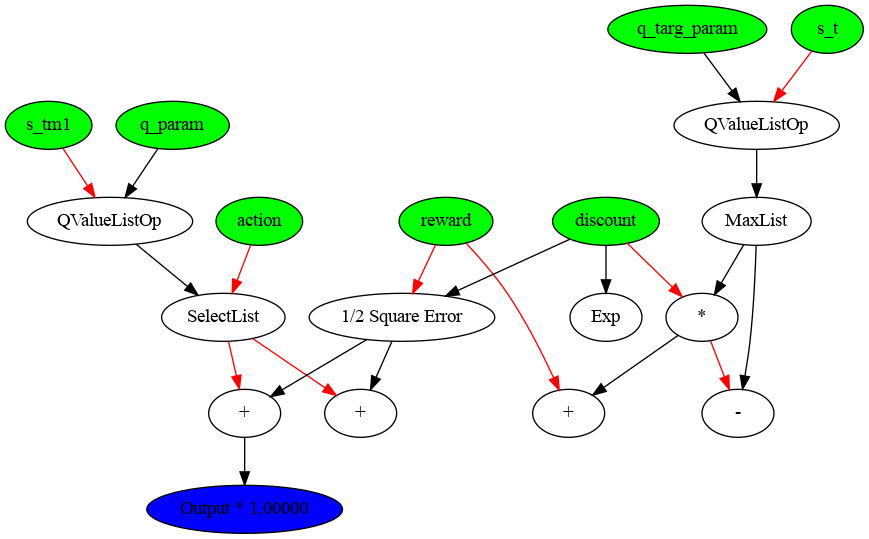 q_targ_param
s_t
s_tm1
q_param
QValueListOp
QValueListOp
action
reward
discount
MaxList
SelectList
1/2 Square Error
Exp
*
+
+
+
-
Output * 1.00000